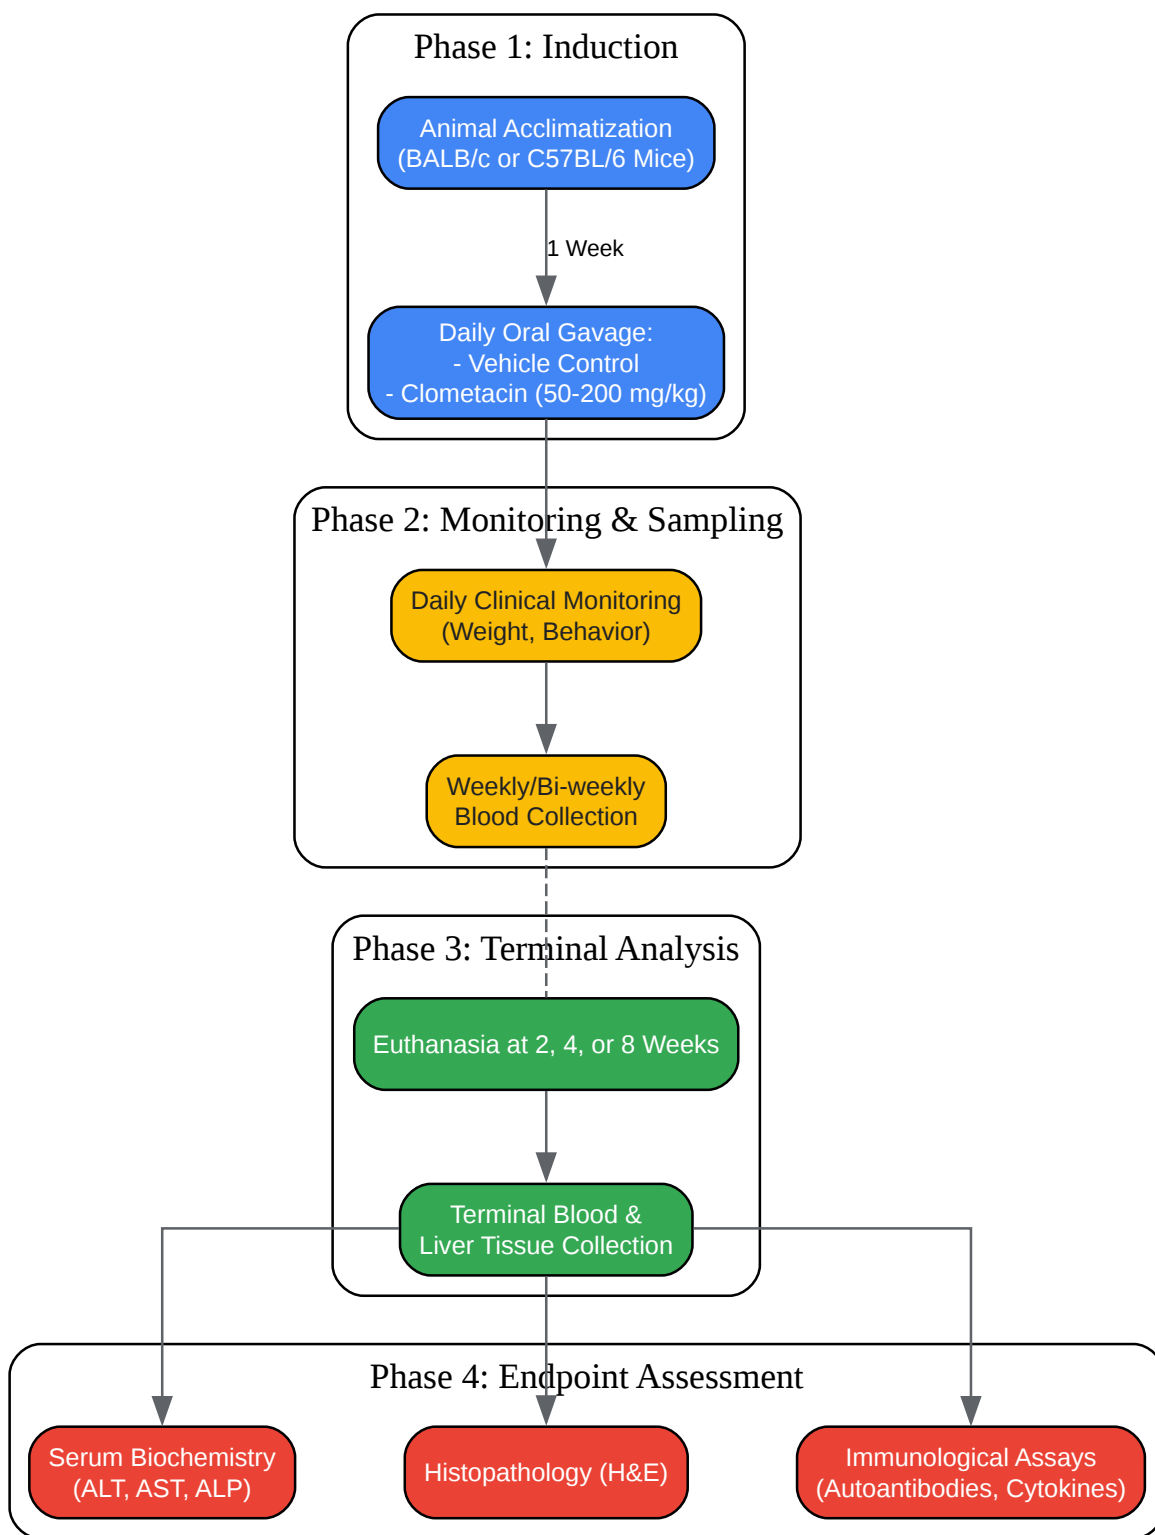 Phase 1: Induction
Animal Acclimatization
(BALB/c or C57BL/6 Mice)
1 Week
Daily Oral Gavage:
- Vehicle Control
- Clometacin (50-200 mg/kg)
Phase 2: Monitoring & Sampling
Daily Clinical Monitoring
(Weight, Behavior)
Weekly/Bi-weekly
Blood Collection
Phase 3: Terminal Analysis
Euthanasia at 2, 4, or 8 Weeks
Terminal Blood &
Liver Tissue Collection
Phase 4: Endpoint Assessment
Serum Biochemistry
(ALT, AST, ALP)
Histopathology (H&E)
Immunological Assays
(Autoantibodies, Cytokines)